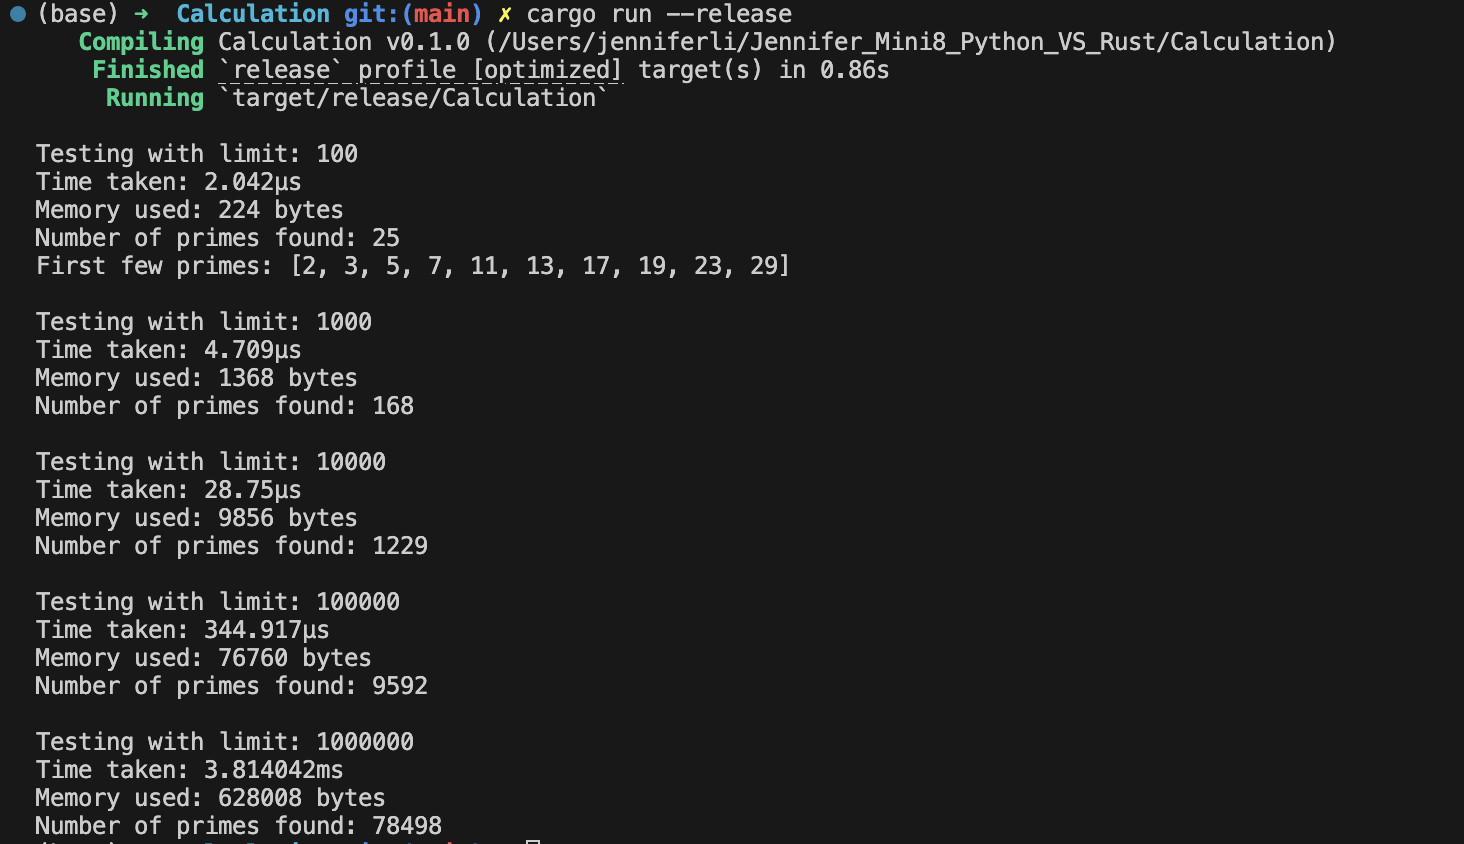 (base) ➜  Calculation git:(main) ✗ cargo run --release
Compiling Calculation v0.1.0 (/Users/jenniferli/Jennifer_Mini8_Python_VS_Rust/Calculation)
Finished `release` profile [optimized] target(s) in 0.86s
Running `target/release/Calculation`
Testing with limit: 100
Time taken: 2.042µs
Memory used: 224 bytes
Number of primes found: 25
First few primes: [2, 3, 5, 7, 11, 13, 17, 19, 23, 29]
Testing with limit: 1000
Time taken: 4.709µs
Memory used: 1368 bytes
Number of primes found: 168
Testing with limit: 10000
Time taken: 28.75µs
Memory used: 9856 bytes
Number of primes found: 1229
Testing with limit: 100000
Time taken: 344.917µs
Memory used: 76760 bytes
Number of primes found: 9592
Testing with limit: 1000000
Time taken: 3.814042ms
Memory used: 628008 bytes
Number of primes found: 78498